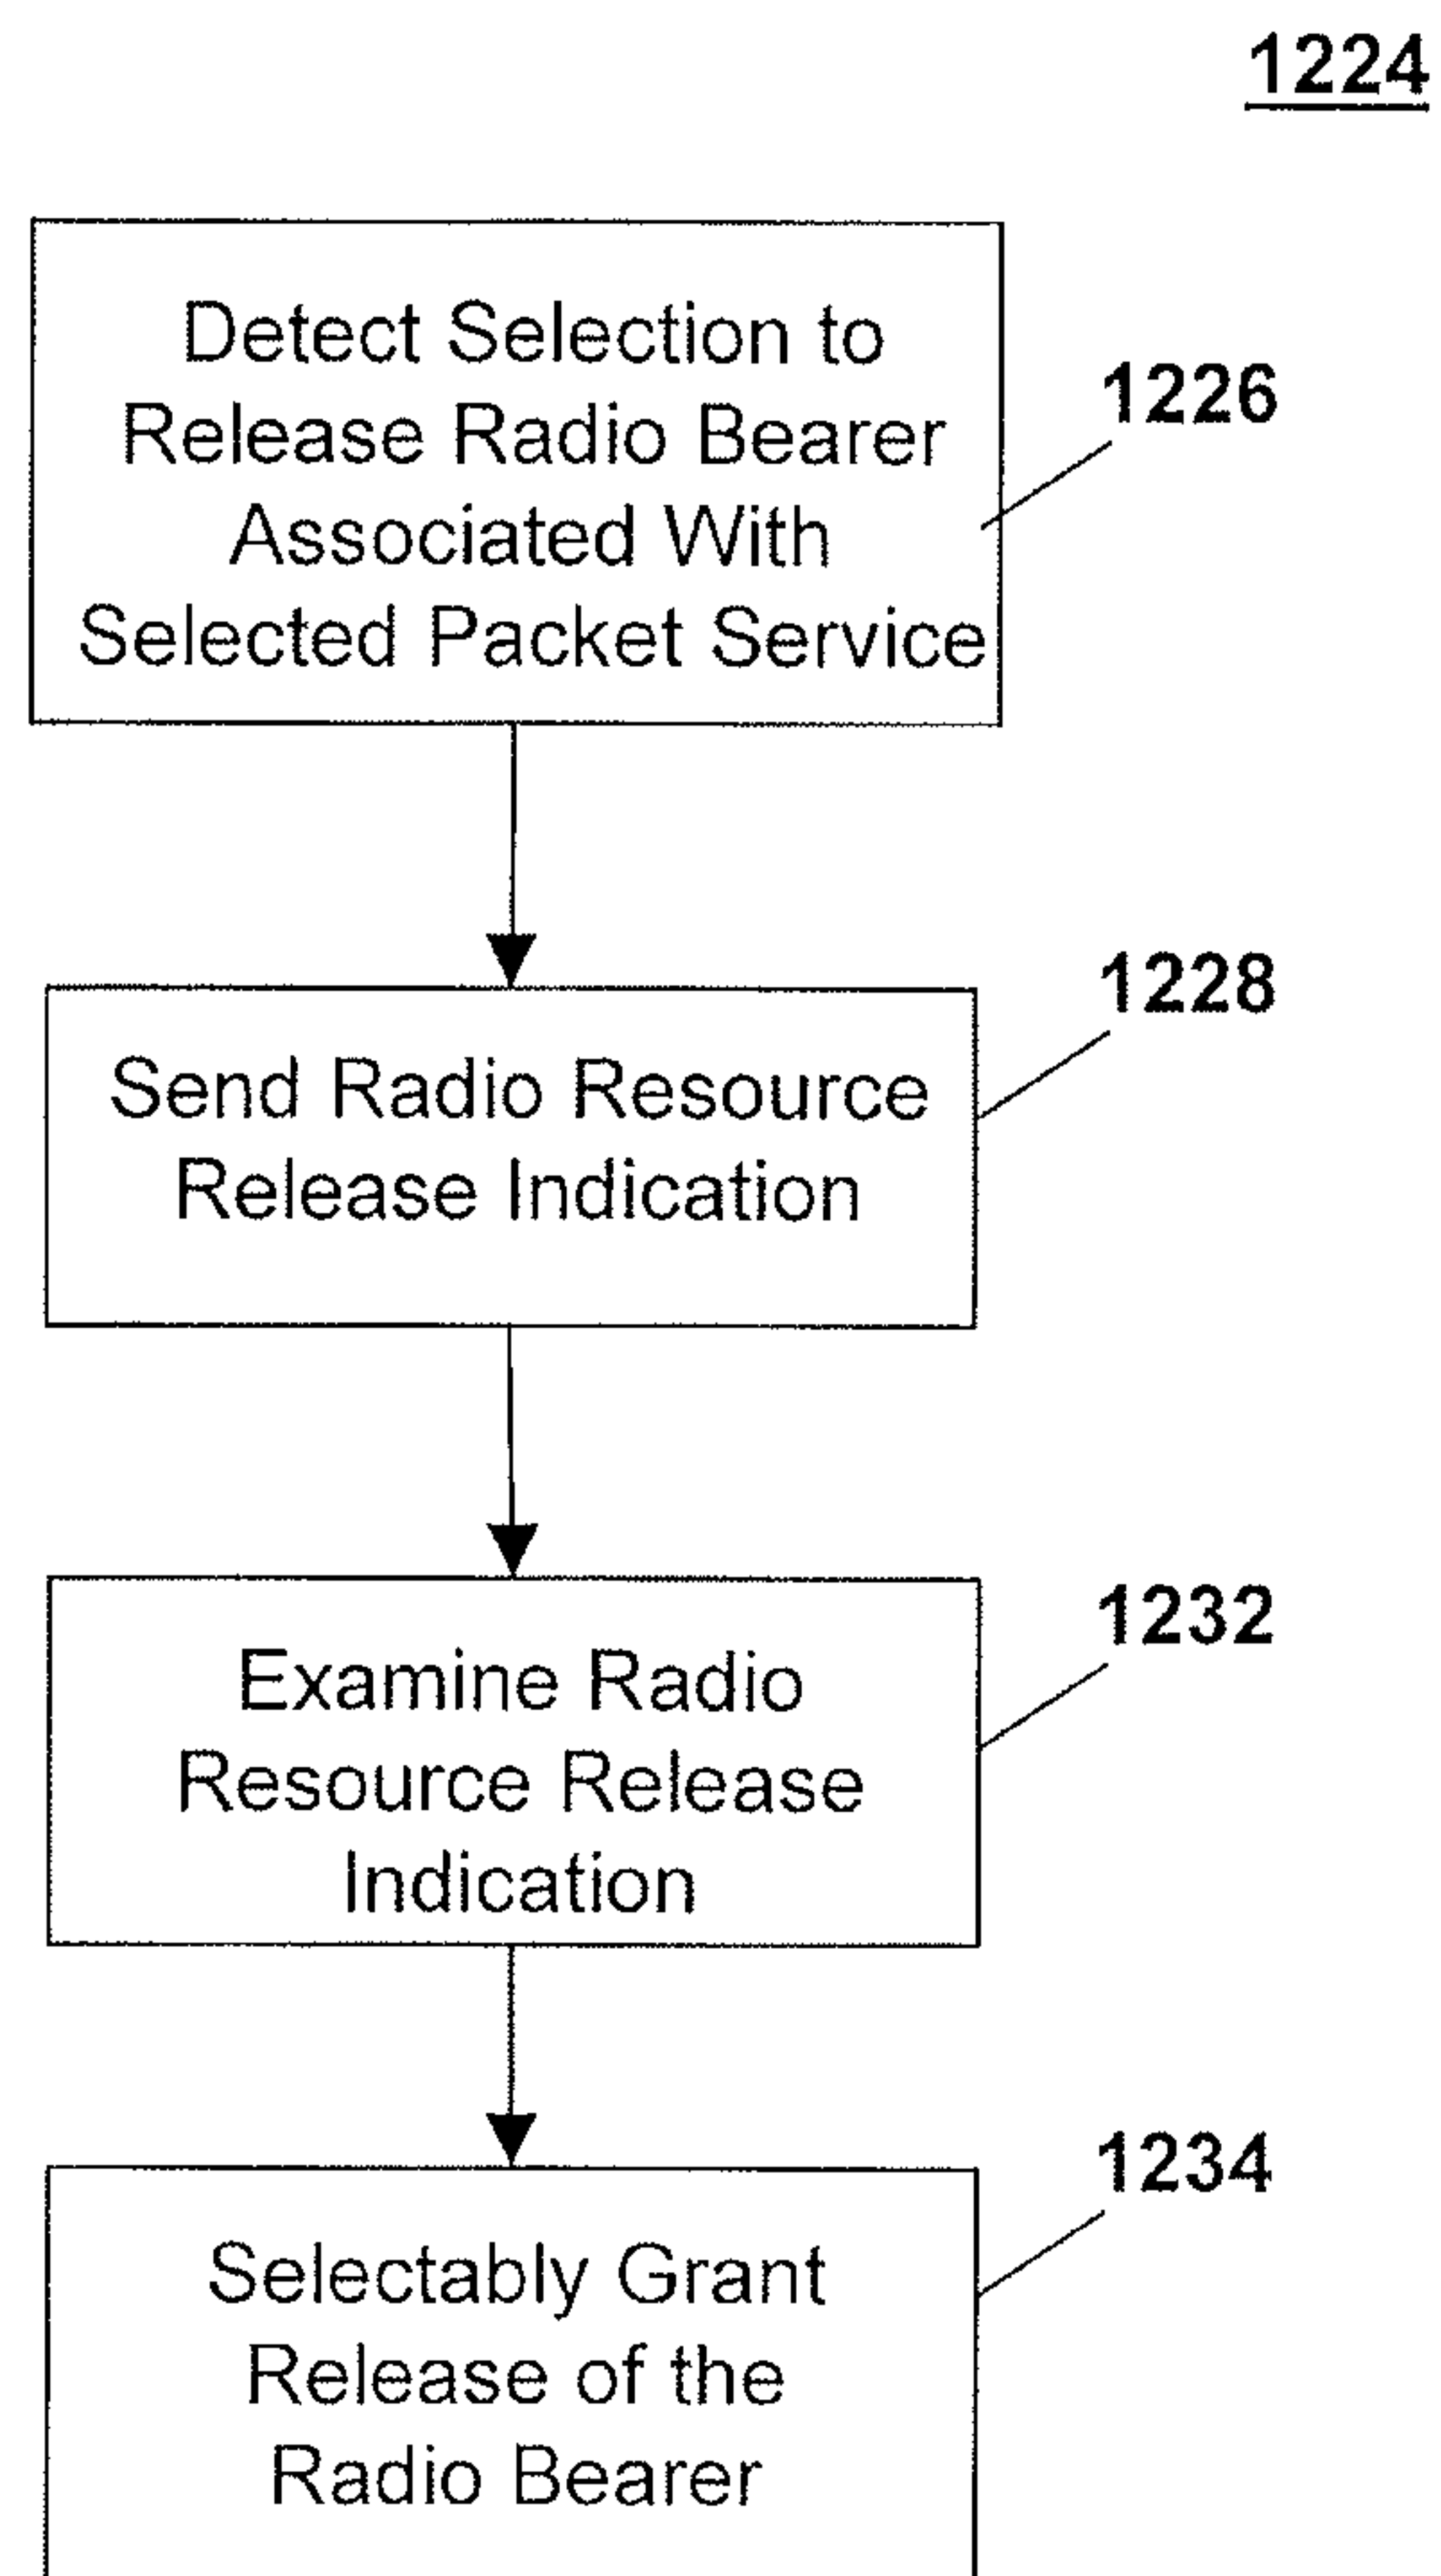 1224
Detect Selection to
Release Radio Bearer
Associated With
Selected Packet Service
1226
Send Radio Resource
Release Indication
1228
Examine Radio
Resource Release
Indication
1232
Selectably Grant
Release of the
Radio Bearer
1234